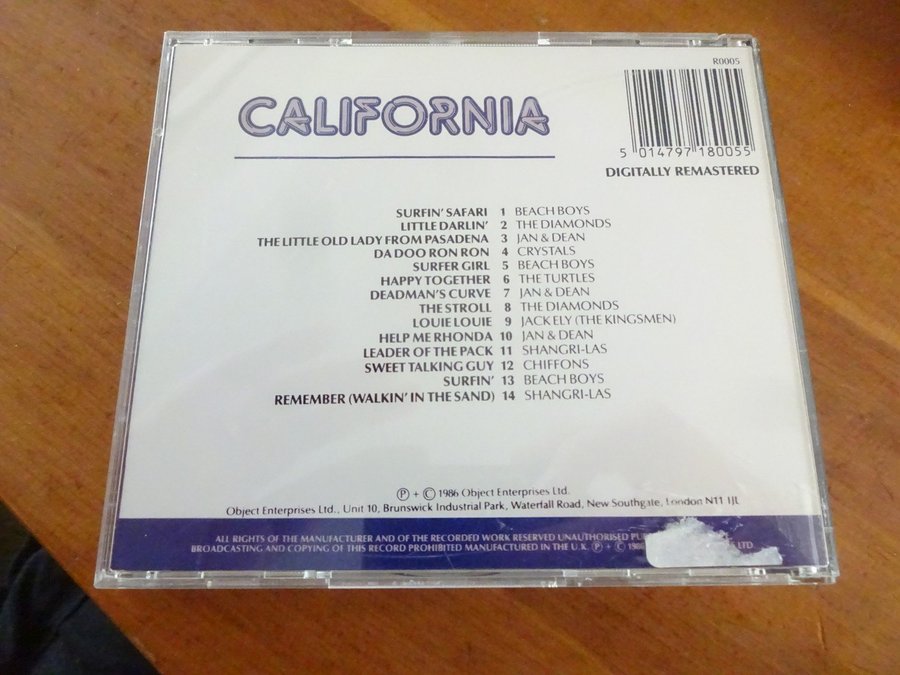 R0005
CALIFORNIA
5 014797 180055
DIGITALLY REMASTERED
SURFIN' SAFARI 1 BEACH BOYS
LITTLE DARLIN' 2 THE DIAMONDS
THE LITTLE OLD LADY FROM PASADENA 3 JAN & DEAN
DA DOO RON RON 4 CRYSTALS
SURFER GIRL 5 BEACH BOYS
HAPPY TOGETHER 6 THE TURTLES
DEADMAN'S CURVE 7 JAN & DEAN
THE STROLL 8 THE DIAMONDS
LOUIE LOUIE 9 JACK ELY (THE KINGSMEN)
HELP ME RHONDA 10 JAN & DEAN
LEADER OF THE PACK 11 SHANGRI-LAS
SWEET TALKING GUY 12 CHIFFONS
SURFIN' 13 BEACH BOYS
REMEMBER (WALKIN' IN THE SAND) 14 SHANGRI-LAS
Ⓟ + © 1986 Object Enterprises Ltd.
Object Enterprises Ltd., Unit 10, Brunswick Industrial Park, Waterfall Road, New Southgate, London N11 1JL
ALL RIGHTS OF THE MANUFACTURER AND OF THE RECORDED WORK RESERVED UNAUTHORISED
BROADCASTING AND COPYING OF THIS RECORD PROHIBITED MANUFACTURED IN THE U.K. Ⓟ + © LTD.